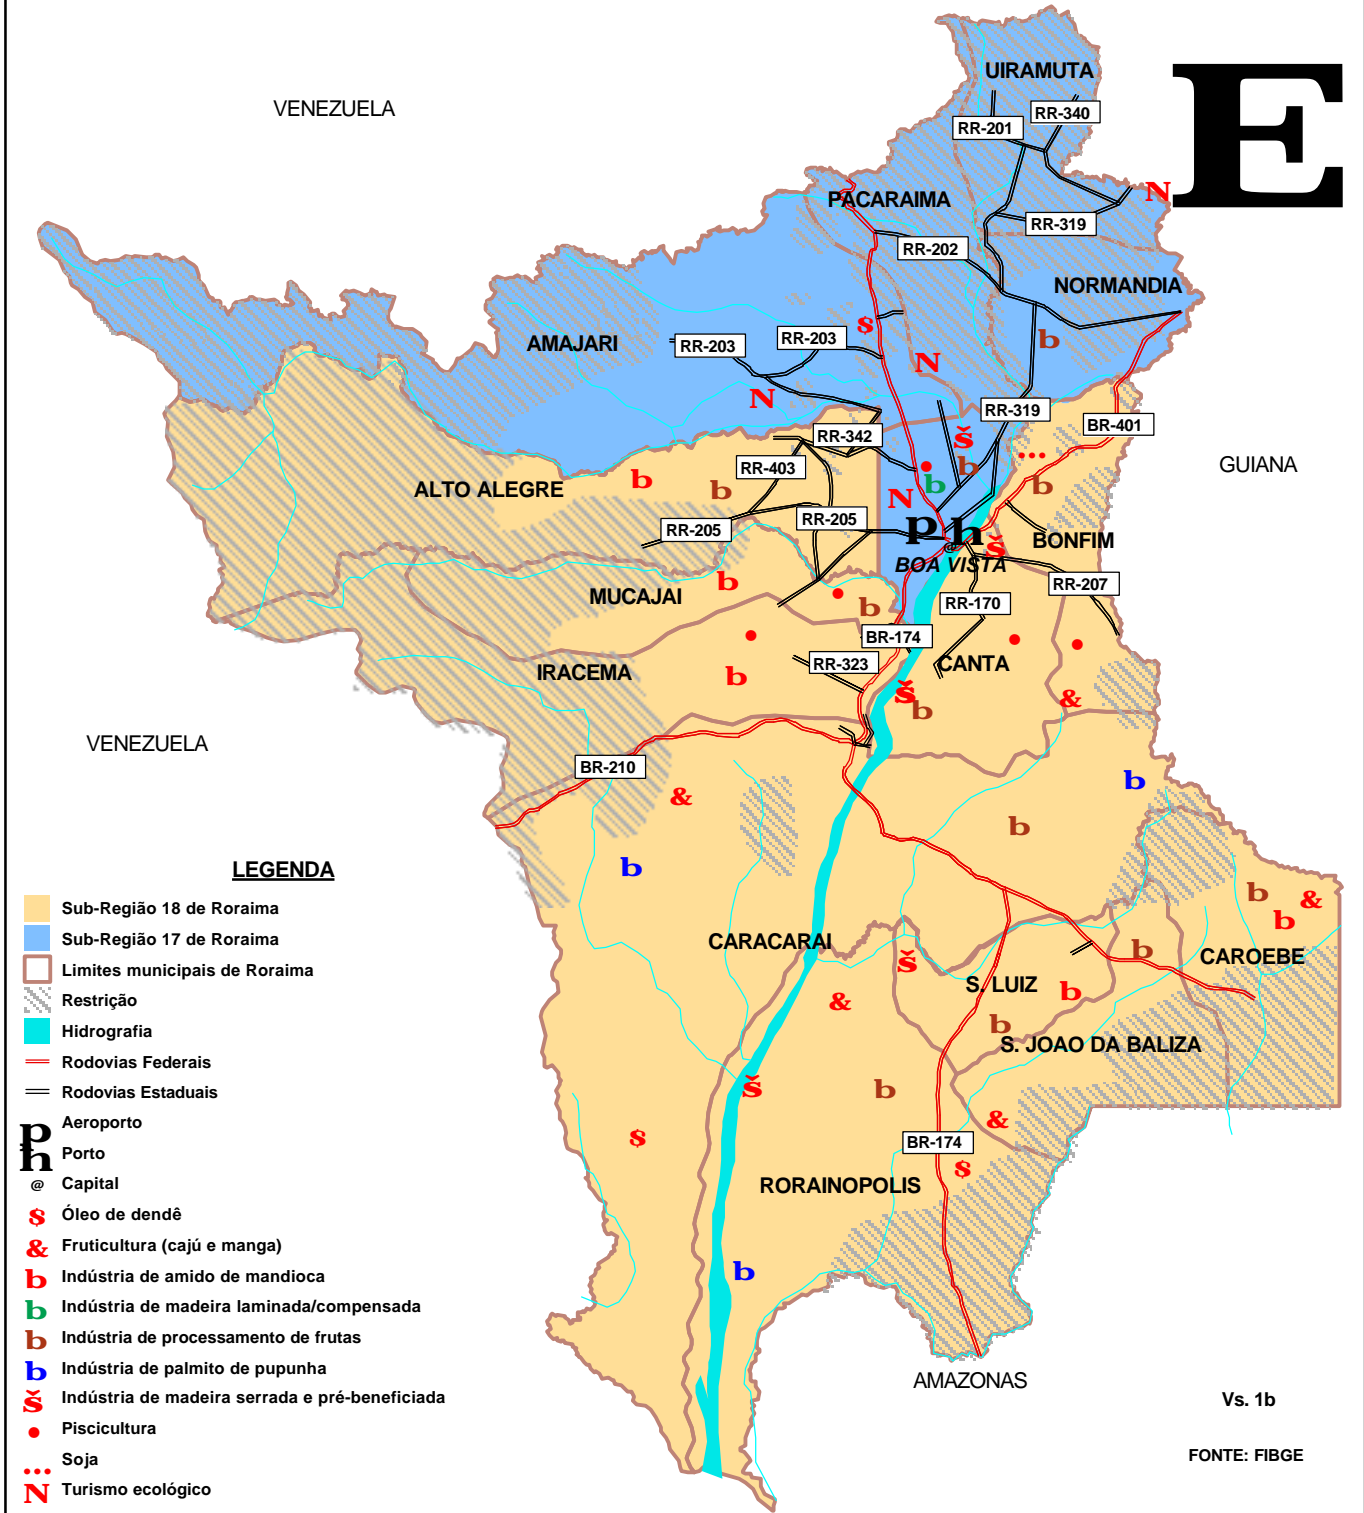 E
UIRAMUTA
VENEZUELA
RR-340
RR-201
N
PACARAIMA
RR-319
RR-202
NORMANDIA
$
RR-203
RR-203
AMAJARI
b
N
N
RR-319
BR-401
RR-342
š
RR-403
b
...
GUIANA
ALTO ALEGRE
b
b
b
b
N
RR-205
RR-205
p
h
@
š
BONFIM
BOA VISTA
b
MUCAJAI
b
RR-207
RR-170
BR-174
IRACEMA
b
RR-323
CANTA
š
b
&
VENEZUELA
BR-210
&
b
b
b
LEGENDA
Sub-Região 18 de Roraima
Sub-Região 17 de Roraima
Limites municipais de Roraima
Restrição
Hidrografia
Rodovias Federais
Rodovias Estaduais
p Aeroporto
h Porto
@ Capital
$ Óleo de dendê
& Fruticultura (cajú e manga)
b Indústria de amido de mandioca
b Indústria de madeira laminada/compensada
b Indústria de processamento de frutas
b Indústria de palmito de pupunha
š Indústria de madeira serrada e pré-beneficiada
• Piscicultura
... Soja
N Turismo ecológico
b
&
b
CARACARAI
b
CAROEBE
š
S. LUIZ
b
&
b
S. JOAO DA BALIZA
š
b
&
$
BR-174
$
RORAINOPOLIS
b
AMAZONAS
Vs. 1b
FONTE: FIBGE